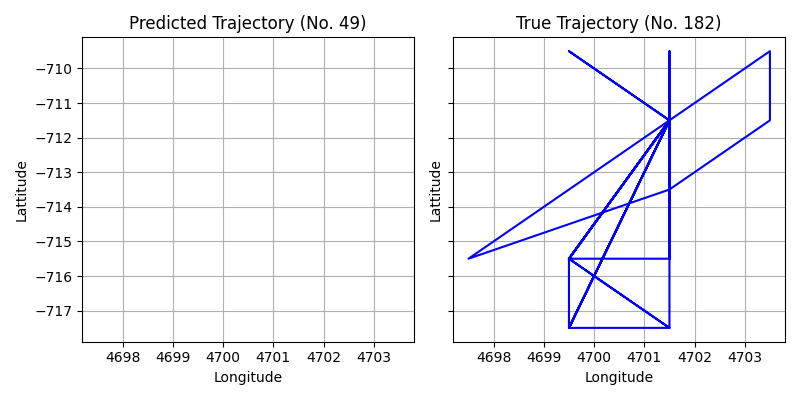 Predicted Trajectory (No. 49)
True Trajectory (No. 182)
Lattitude
−710
−711
−712
−713
−714
−715
−716
−717
4698 4699 4700 4701 4702 4703
Longitude
Lattitude
4698 4699 4700 4701 4702 4703
Longitude